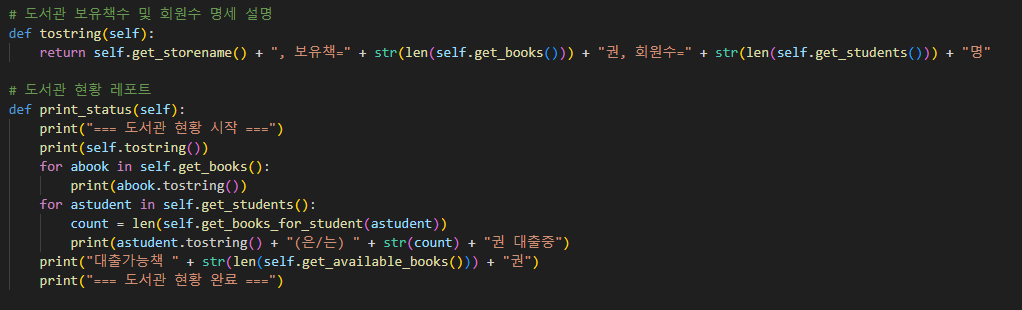 # 도서관 보유책수 및 회원수 명세 설명
def tostring(self):
    return self.get_storename() + ", 보유책=" + str(len(self.get_books())) + "권, 회원수=" + str(len(self.get_students())) + "명"
# 도서관 현황 레포트
def print_status(self):
    print("=== 도서관 현황 시작 ===")
    print(self.tostring())
    for abook in self.get_books():
        print(abook.tostring())
    for astudent in self.get_students():
        count = len(self.get_books_for_student(astudent))
        print(astudent.tostring() + "(은/는) " + str(count) + "권 대출중")
    print("대출가능책 " + str(len(self.get_available_books())) + "권")
    print("=== 도서관 현황 완료 ===")